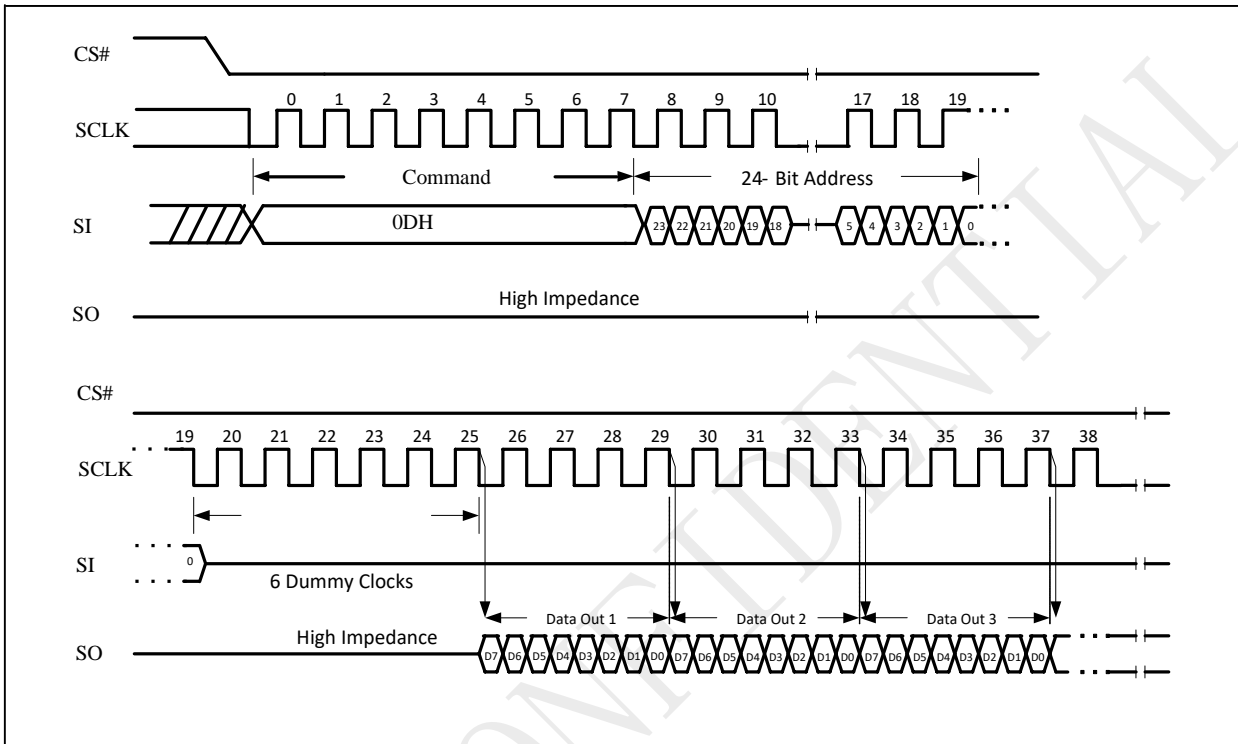 CS#
0 1 2 3 4 5 6 7 8 9 10 17 18 19
SCLK
Command 24- Bit Address
SI 0DH 23 22 21 20 19 18 5 4 3 2 1 0
High Impedance
SO
CS#
19 20 21 22 23 24 25 26 27 28 29 30 31 32 33 34 35 36 37 38
SCLK
SI 0
6 Dummy Clocks
Data Out 1 Data Out 2 Data Out 3
High Impedance
SO D7 D6 D5 D4 D3 D2 D1 D0 D7 D6 D5 D4 D3 D2 D1 D0 D7 D6 D5 D4 D3 D2 D1 D0
ONFIDENTIAL